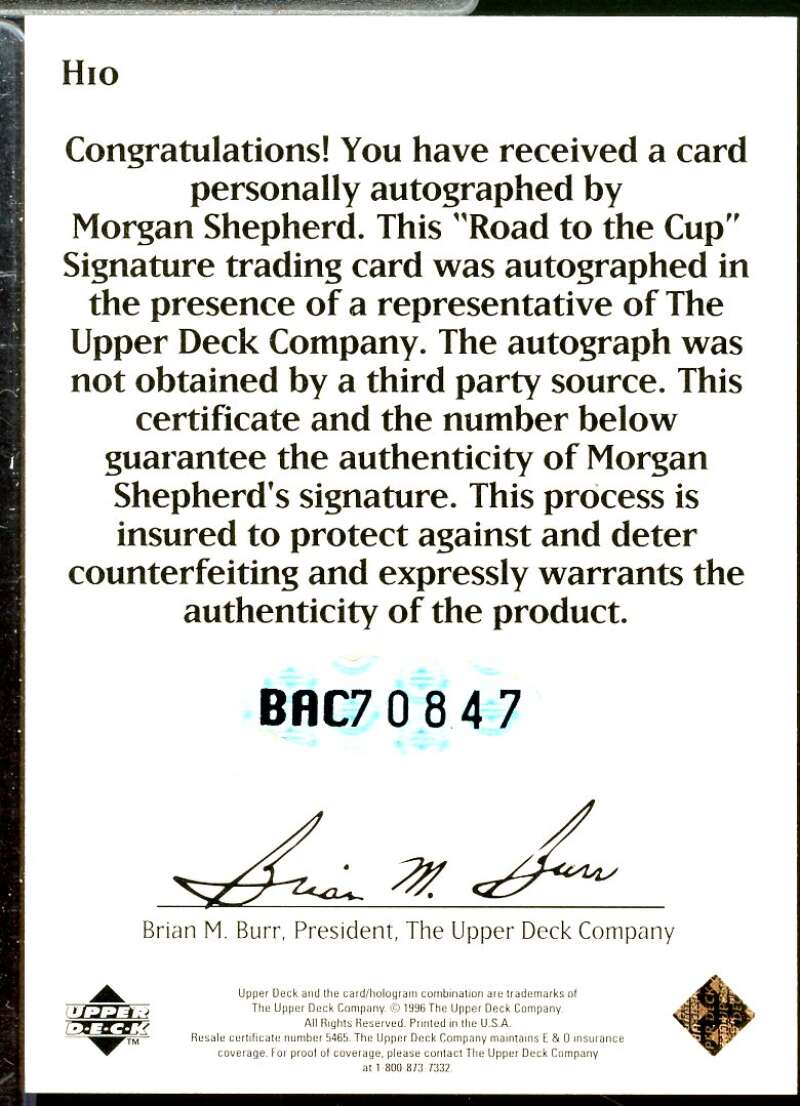 H10
Congratulations! You have received a card
personally autographed by
Morgan Shepherd. This "Road to the Cup"
Signature trading card was autographed in
the presence of a representative of The
Upper Deck Company. The autograph was
not obtained by a third party source. This
certificate and the number below
guarantee the authenticity of Morgan
Shepherd's signature. This process is
insured to protect against and deter
counterfeiting and expressly warrants the
authenticity of the product.
BAC70847
Brian M. Burr
Brian M. Burr, President, The Upper Deck Company
UPPER
D·E·C·K
TM
Upper Deck and the card/hologram combination are trademarks of
The Upper Deck Company. © 1996 The Upper Deck Company.
All Rights Reserved. Printed in the U.S.A.
Resale certificate number 5465. The Upper Deck Company maintains E & O insurance
coverage. For proof of coverage, please contact The Upper Deck Company
at 1-800-873-7332.